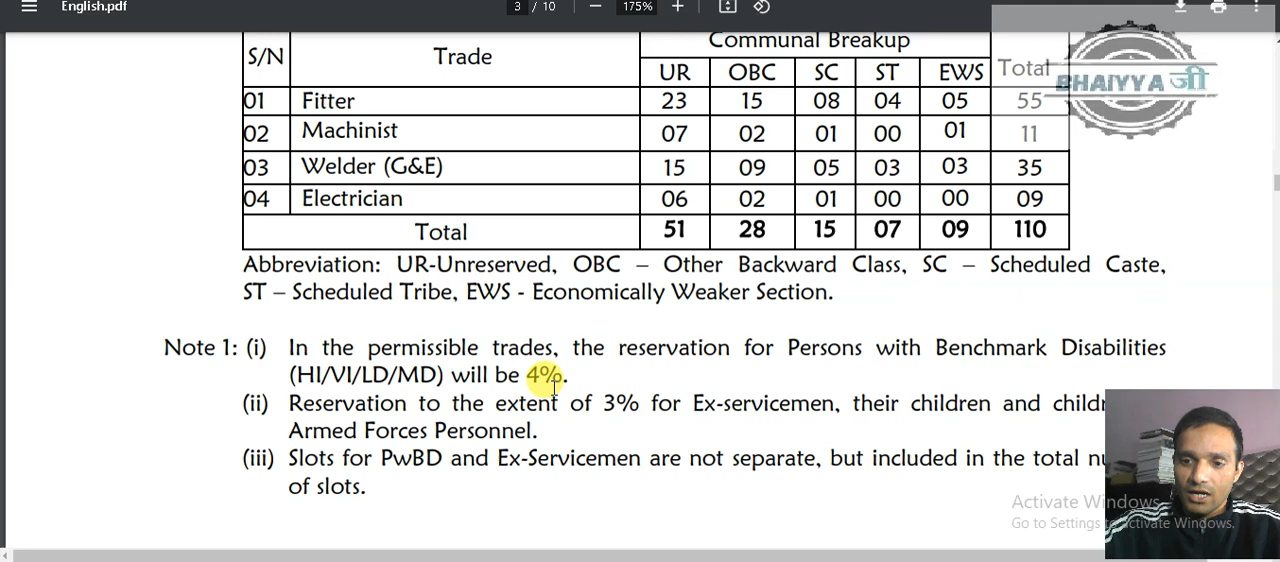 English.pdf 3 / 10 175%
Communal Breakup
S/N Trade Total
UR OBC SC ST EWS
BHAIYYA जी
01 Fitter 23 15 08 04 05 55
02 Machinist 07 02 01 00 01 11
03 Welder (G&E) 15 09 05 03 03 35
04 Electrician 06 02 01 00 00 09
Total 51 28 15 07 09 110
Abbreviation: UR-Unreserved, OBC – Other Backward Class, SC – Scheduled Caste,
ST – Scheduled Tribe, EWS - Economically Weaker Section.
Note 1: (i) In the permissible trades, the reservation for Persons with Benchmark Disabilities
(HI/VI/LD/MD) will be 4%.
(ii) Reservation to the extent of 3% for Ex-servicemen, their children and
Armed Forces Personnel.
(iii) Slots for PwBD and Ex-Servicemen are not separate, but included in the total
of slots.
Activate Windows
Go to Settings to activate Windows.